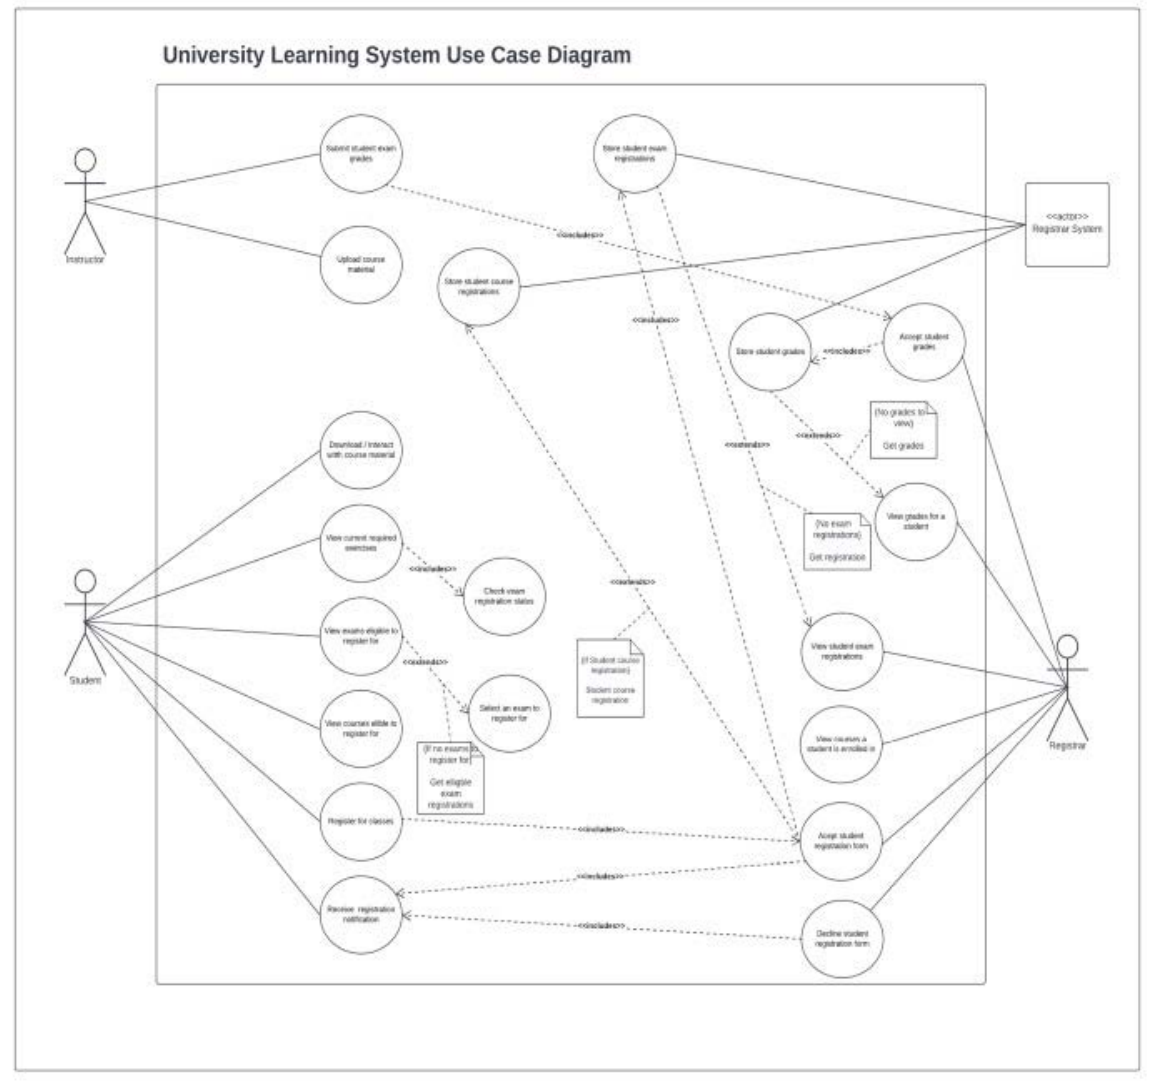 University Learning System Use Case Diagram
Submit student exam
grades
Store student exam
registrations
<<actor>>
Registrar System
Instructor
Upload course
material
<<includes>>
Store student course
registrations
<<includes>>
Store student grades
<<includes>>
Accept student
grades
(No grades to
view)
Get grades
<<extends>>
<<extends>>
Download / Interact
with course material
View grades for a
student
(No exam
registrations)
Get registration
View current required
exercises
<<includes>>
Check exam
registration status
<<extends>>
View exams eligible to
register for
<<extends>>
Student
(If Student course
registration)
Student course
registration
View student exam
registrations
Select an exam to
register for
View courses elible to
register for
(If no exams to
register for)
Get eligible
exam
registrations
View courses a
student is enrolled in
Registrar
Register for classes
<<includes>>
Acept student
registration form
<<includes>>
Receive registration
notification
<<includes>>
Decline student
registration form